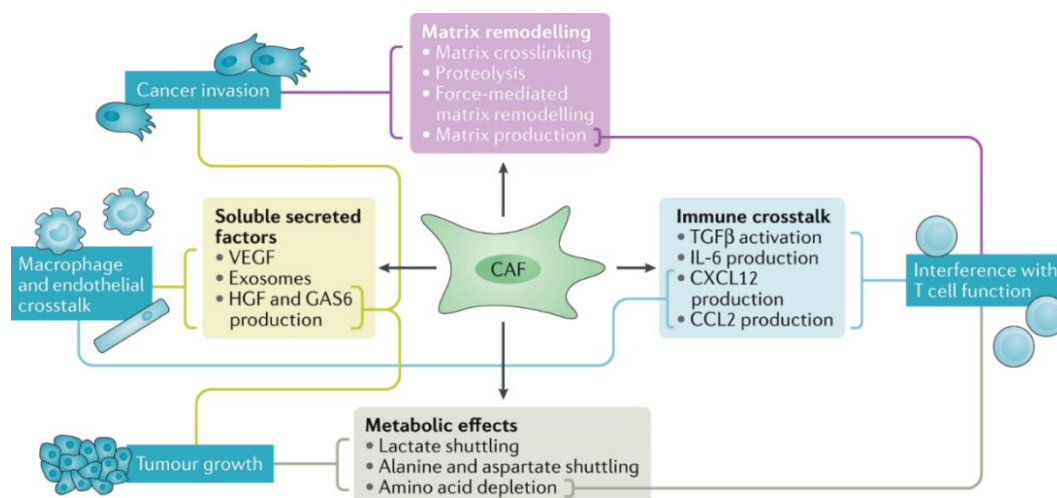 Matrix remodelling
• Matrix crosslinking
• Proteolysis
• Force-mediated
matrix remodelling
• Matrix production
Cancer invasion
Soluble secreted
factors
• VEGF
• Exosomes
• HGF and GAS6
production
Macrophage
and endothelial
crosstalk
CAF
Immune crosstalk
• TGFβ activation
• IL-6 production
• CXCL12
production
• CCL2 production
Interference with
T cell function
Metabolic effects
• Lactate shuttling
• Alanine and aspartate shuttling
• Amino acid depletion
Tumour growth